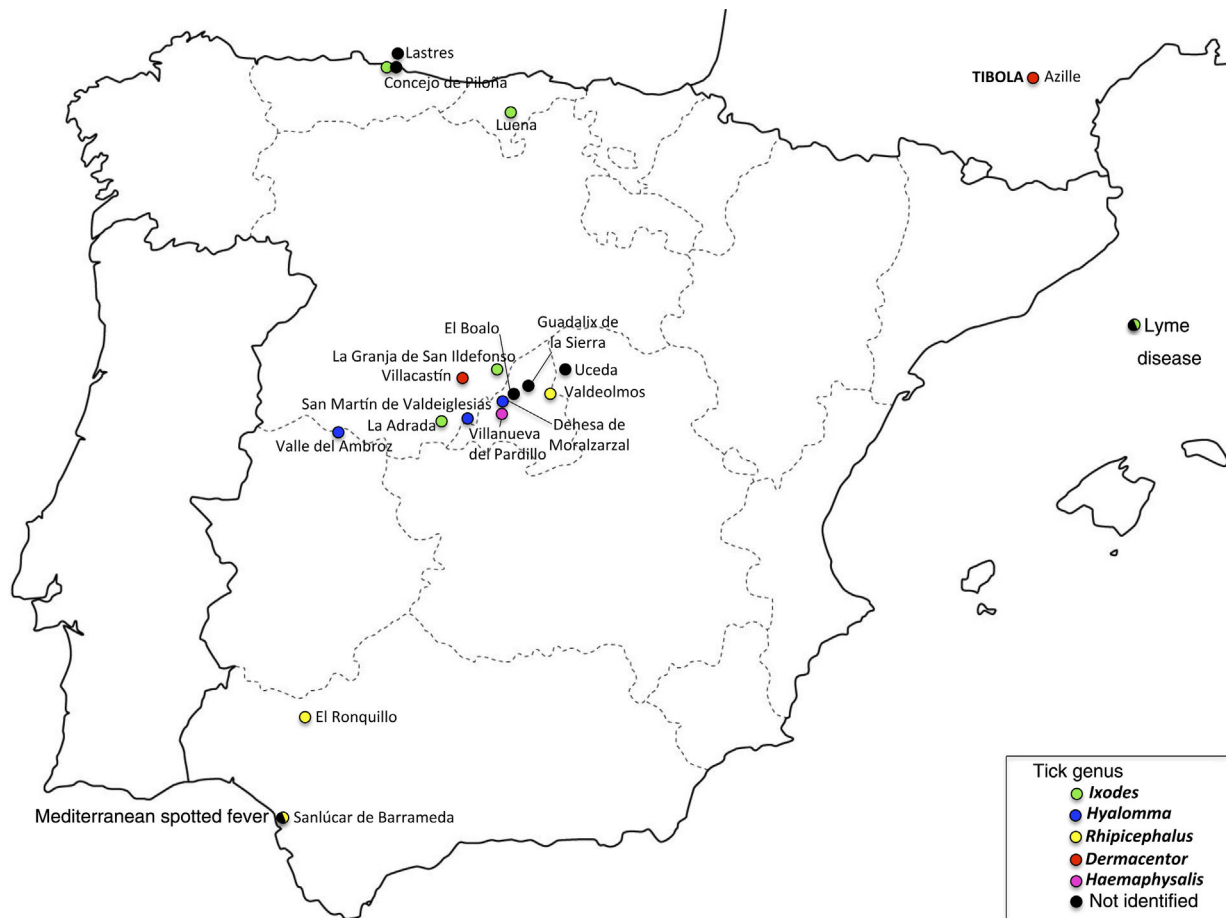 Lastres
Concejo de Piloña
Luena
TIBOLA Azille
Lyme
disease
El Boalo
Guadalix de
la Sierra
La Granja de San Ildefonso
Villacastín
Uceda
Valdeolmos
San Martín de Valdeiglesias
La Adrada
Valle del Ambroz
Villanueva
del Pardillo
Dehesa de
Moralzarzal
El Ronquillo
Mediterranean spotted fever Sanlúcar de Barrameda
Tick genus
Ixodes
Hyalomma
Rhipicephalus
Dermacentor
Haemaphysalis
Not identified